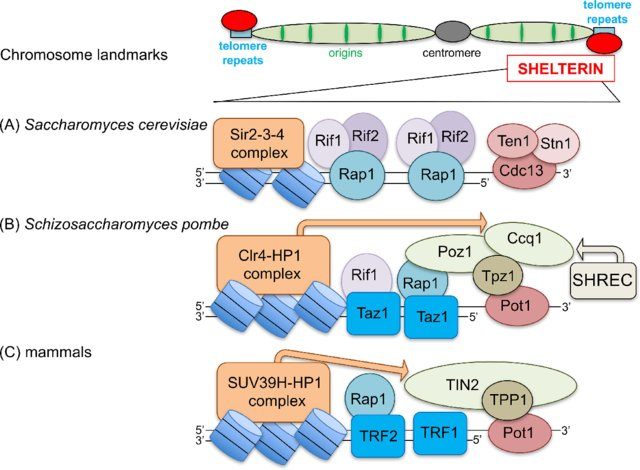 telomere
repeats
telomere
repeats
origins
centromere
Chromosome landmarks
SHELTERIN
(A) Saccharomyces cerevisiae
Sir2-3-4
complex
Rif1
Rif2
Rif1
Rif2
Ten1
Stn1
Rap1
Rap1
Cdc13
5'
3'
5'
3'
(B) Schizosaccharomyces pombe
Clr4-HP1
complex
Rif1
Rap1
Poz1
Ccq1
Tpz1
SHREC
Taz1
Taz1
Pot1
5'
3'
5'
3'
(C) mammals
SUV39H-HP1
complex
Rap1
TIN2
TPP1
TRF2
TRF1
Pot1
5'
3'
5'
3'